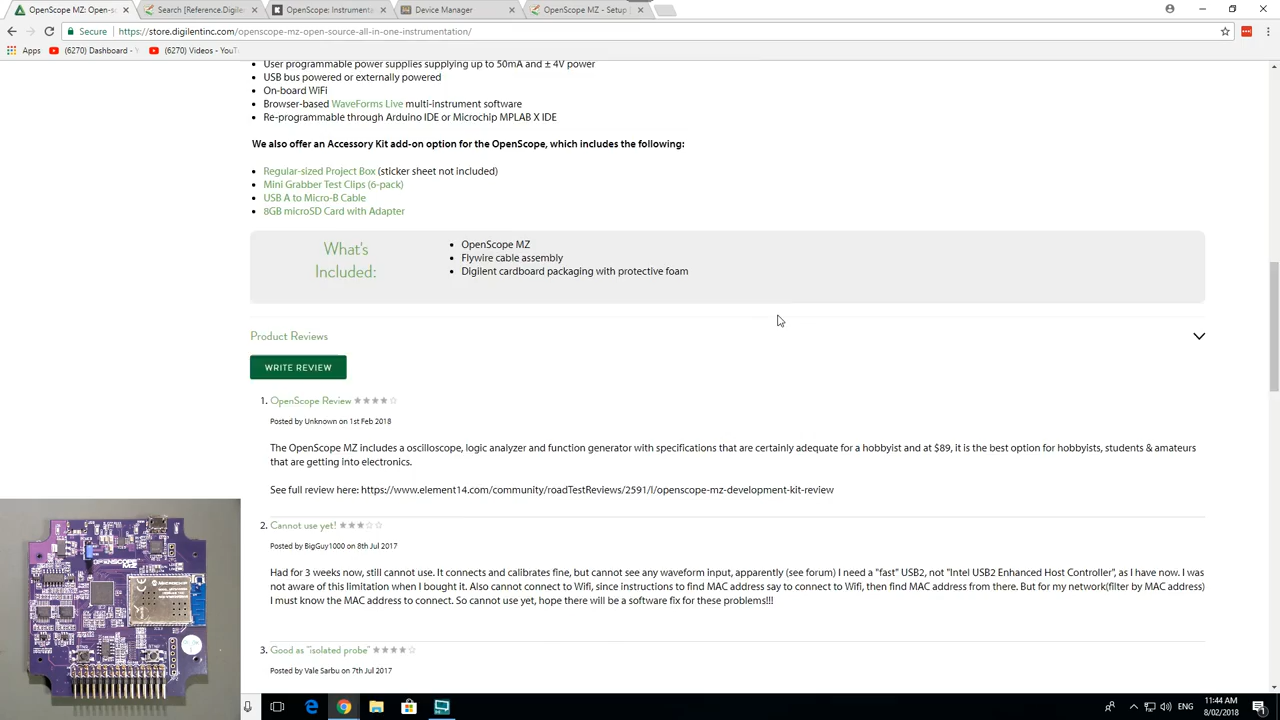 OpenScope MZ: Open-s
Search [Reference.Digile
OpenScope: Instrumenta
Device Manager
OpenScope MZ - Setup
Secure
https://store.digilentinc.com/openscope-mz-open-source-all-in-one-instrumentation/
Apps
(6270) Dashboard - Y
(6270) Videos - YouT
User programmable power supplies supplying up to 50mA and ± 4V power
USB bus powered or externally powered
On-board WiFi
Browser-based WaveForms Live multi-instrument software
Re-programmable through Arduino IDE or Microchip MPLAB X IDE
We also offer an Accessory Kit add-on option for the OpenScope, which includes the following:
Regular-sized Project Box (sticker sheet not included)
Mini Grabber Test Clips (6-pack)
USB A to Micro-B Cable
8GB microSD Card with Adapter
What's
Included:
OpenScope MZ
Flywire cable assembly
Digilent cardboard packaging with protective foam
Product Reviews
WRITE REVIEW
1. OpenScope Review
Posted by Unknown on 1st Feb 2018
The OpenScope MZ includes a oscilloscope, logic analyzer and function generator with specifications that are certainly adequate for a hobbyist and at $89, it is the best option for hobbyists, students & amateurs
that are getting into electronics.
See full review here: https://www.element14.com/community/roadTestReviews/2591/l/openscope-mz-development-kit-review
2. Cannot use yet!
Posted by BigGuy1000 on 8th Jul 2017
Had for 3 weeks now, still cannot use. It connects and calibrates fine, but cannot see any waveform input, apparently (see forum) I need a "fast" USB2, not "Intel USB2 Enhanced Host Controller", as I have now. I was
not aware of this limitation when I bought it. Also cannot connect to Wifi, since instructions to find MAC address say to connect to Wifi, then find MAC address from there. But for my network(filter by MAC address)
I must know the MAC address to connect. So cannot use yet, hope there will be a software fix for these problems!!!
3. Good as "isolated probe"
Posted by Vale Sarbu on 7th Jul 2017
OPENSCOPE
ENG
11:44 AM
8/02/2018